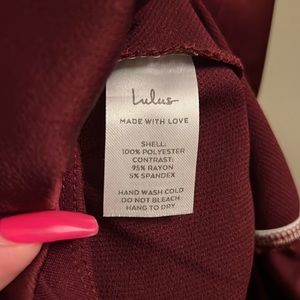 Lulus
MADE WITH LOVE
SHELL:
100% POLYESTER
CONTRAST:
95% RAYON
5% SPANDEX
HAND WASH COLD
DO NOT BLEACH
HANG TO DRY